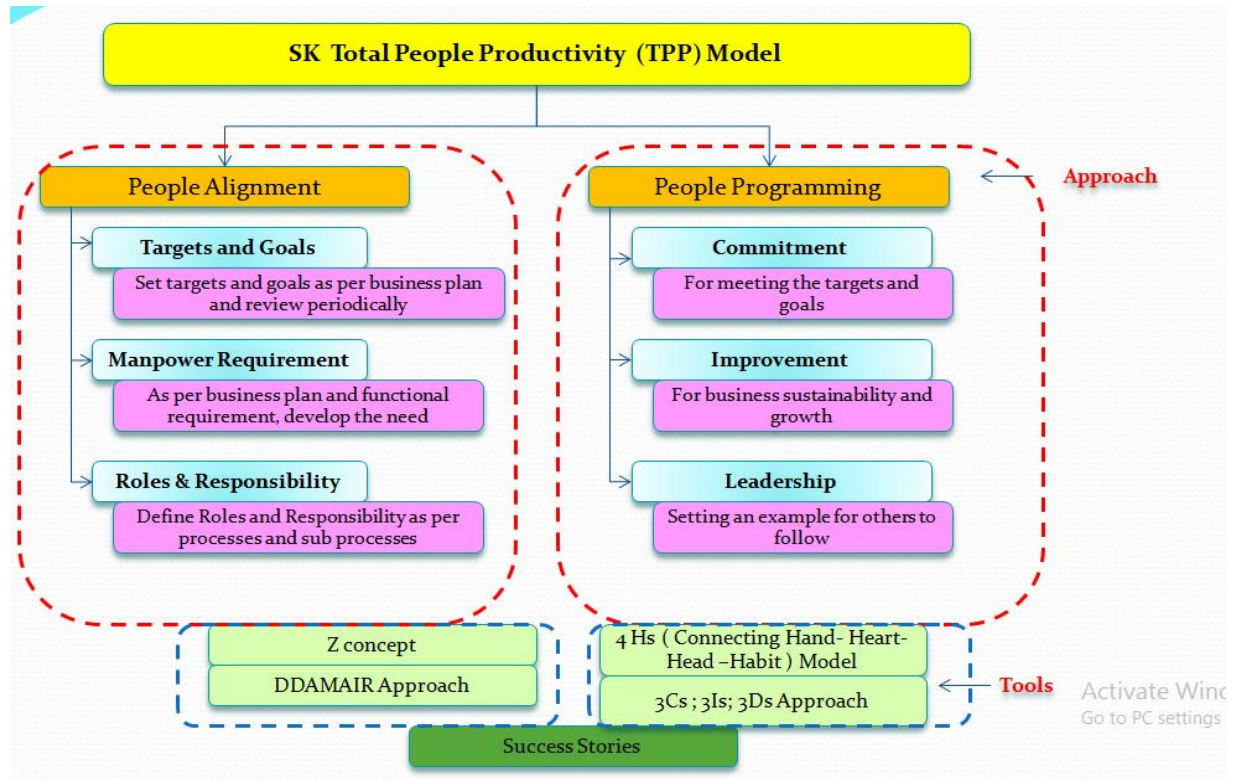 SK Total People Productivity (TPP) Model
People Alignment
Targets and Goals
Set targets and goals as per business plan
and review periodically
Manpower Requirement
As per business plan and functional
requirement, develop the need
Roles & Responsibility
Define Roles and Responsibility as per
processes and sub processes
People Programming
Approach
Commitment
For meeting the targets and
goals
Improvement
For business sustainability and
growth
Leadership
Setting an example for others to
follow
Z concept
DDAMAIR Approach
4 Hs ( Connecting Hand- Heart-
Head –Habit ) Model
3Cs ; 3Is; 3Ds Approach
Tools
Success Stories
Activate Winc
Go to PC settings